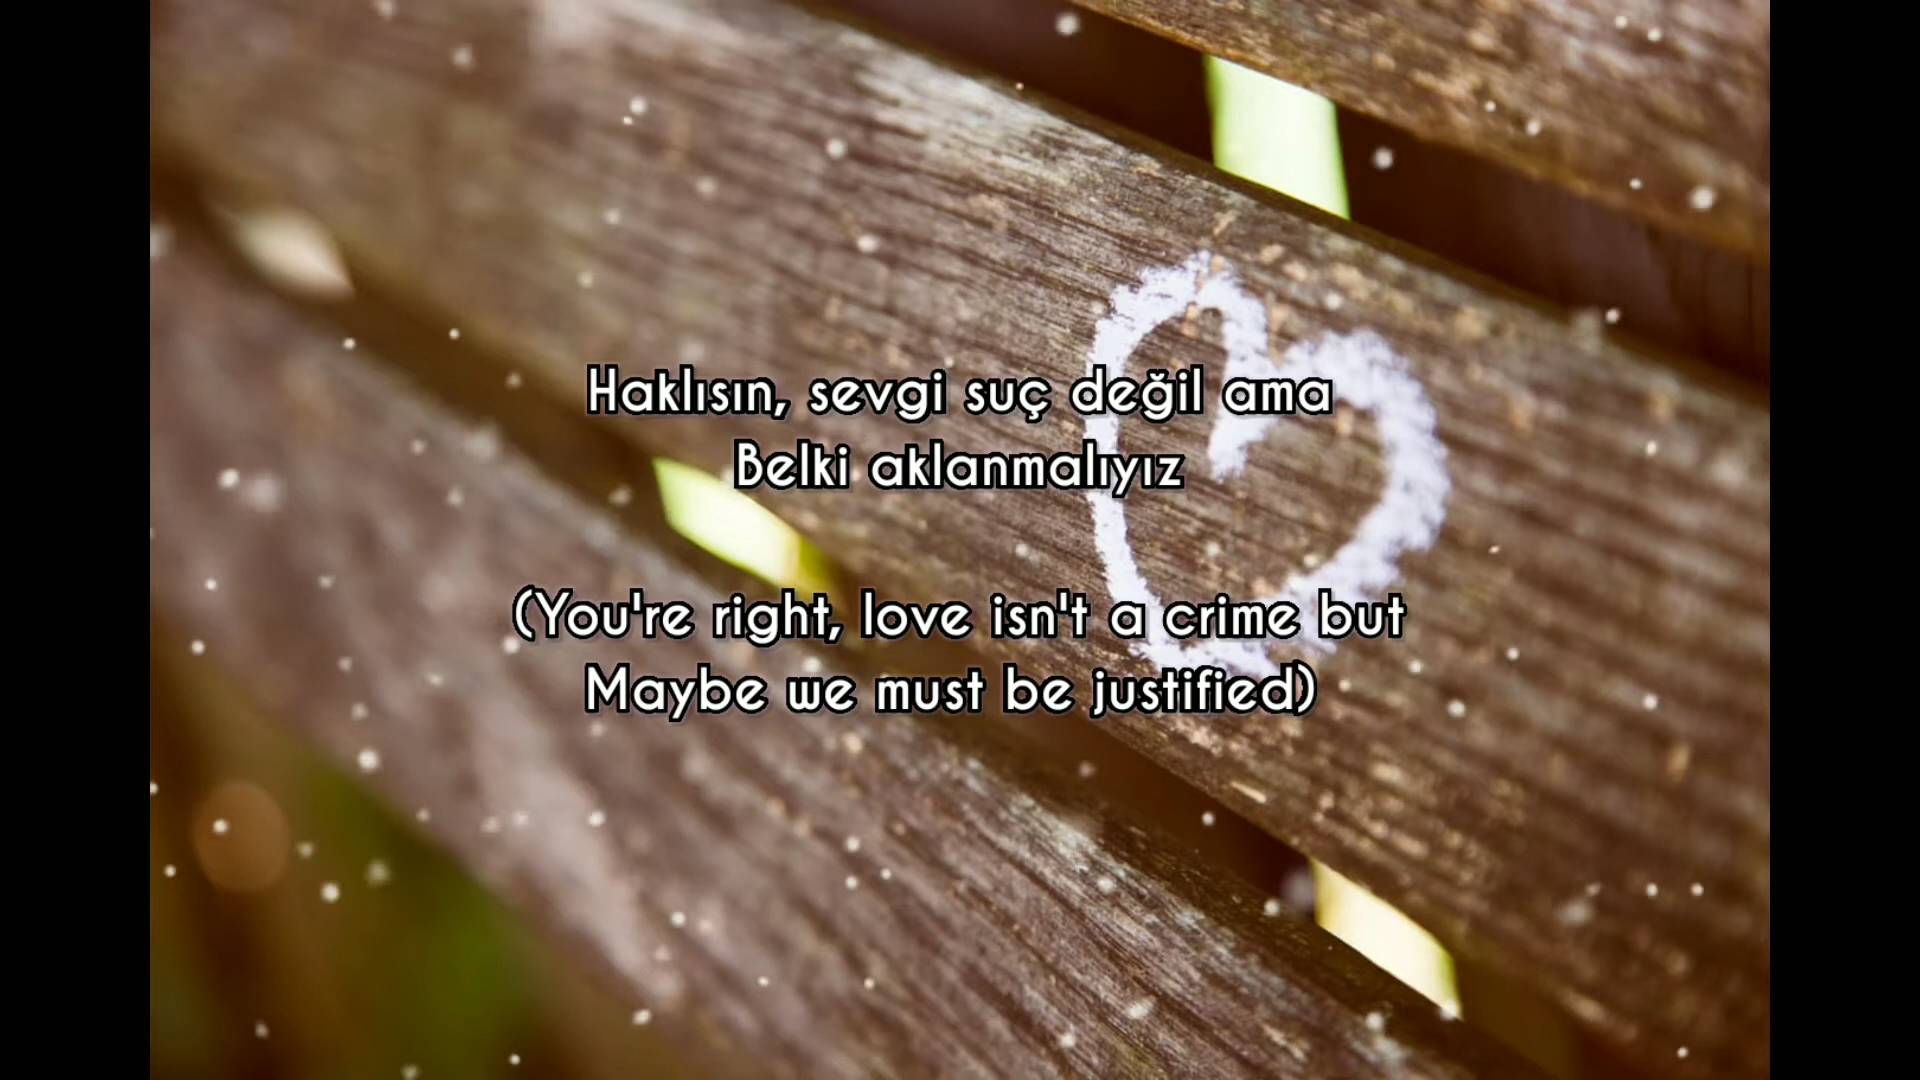 Haklısın, sevgi suç değil ama
Belki aklanmalıyız
(You're right, love isn't a crime but
Maybe we must be justified)